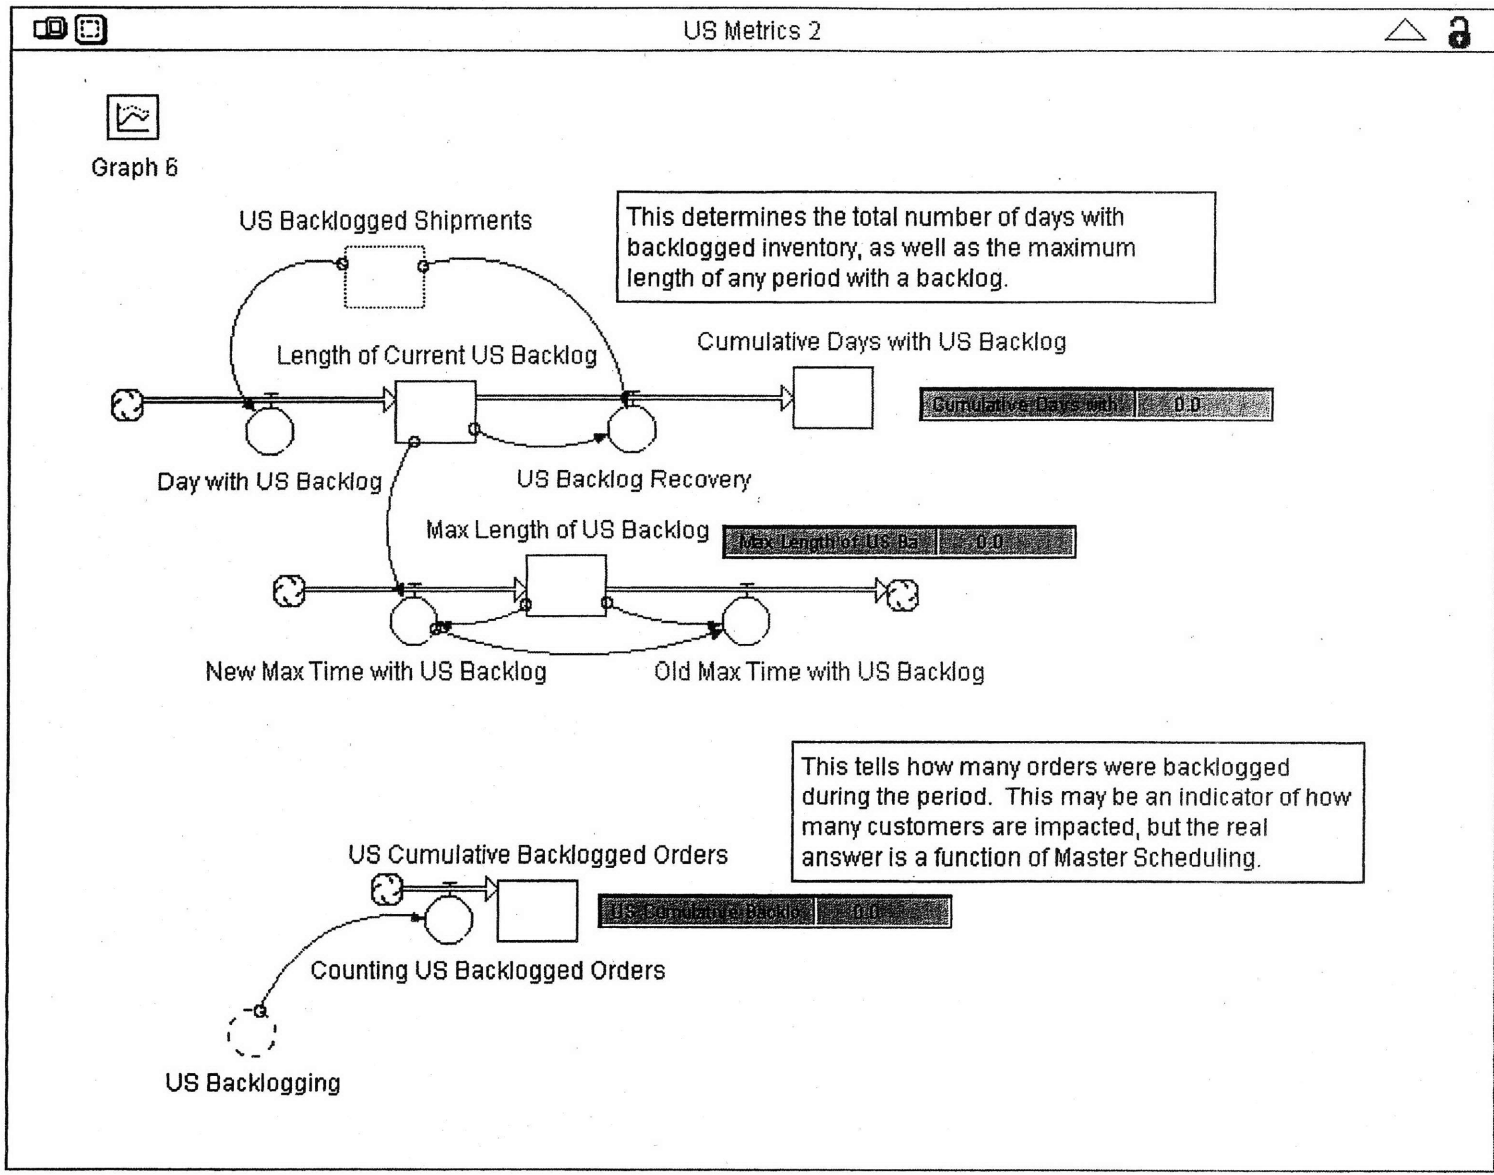 US Metrics 2
Graph 6
US Backlogged Shipments
This determines the total number of days with
backlogged inventory, as well as the maximum
length of any period with a backlog.
Length of Current US Backlog
Cumulative Days with US Backlog
Cumulative Days with
0.0
Day with US Backlog
US Backlog Recovery
Max Length of US Backlog
Max Length of US Ba
0.0
New Max Time with US Backlog
Old Max Time with US Backlog
This tells how many orders were backlogged
during the period. This may be an indicator of how
many customers are impacted, but the real
answer is a function of Master Scheduling.
US Cumulative Backlogged Orders
US Cumulative Backlo
0.0
Counting US Backlogged Orders
US Backlogging